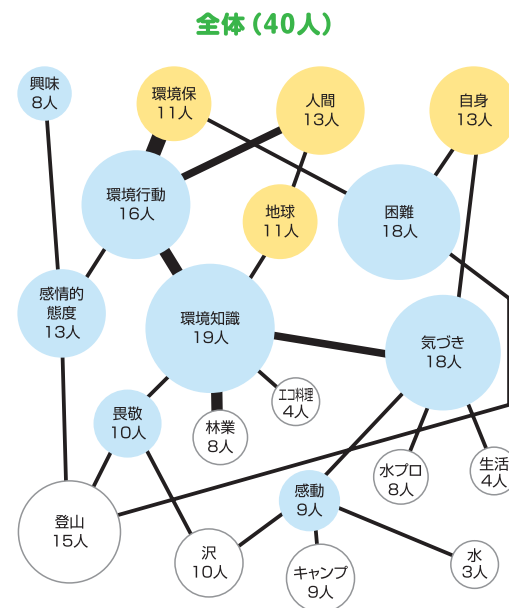 全体(40人)
興味
8人
環境保
11人
人間
13人
自身
13人
環境行動
16人
地球
11人
困難
18人
感情的
態度
13人
環境知識
19人
気づき
18人
畏敬
10人
エコ料理
4人
林業
8人
水プロ
8人
生活
4人
感動
9人
登山
15人
沢
10人
キャンプ
9人
水
3人